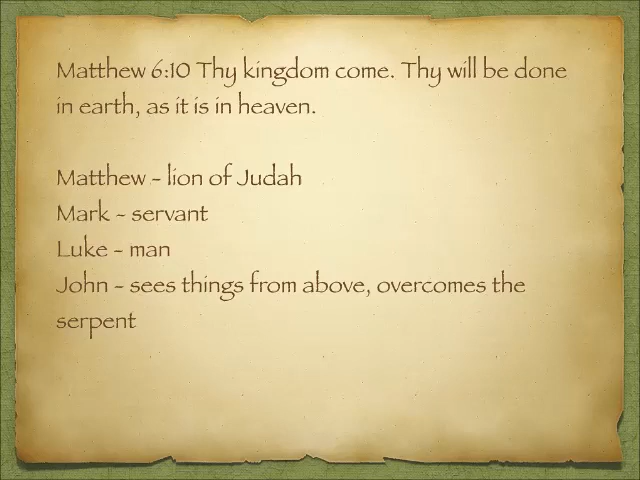 Matthew 6:10 Thy kingdom come. Thy will be done
in earth, as it is in heaven.
Matthew - lion of Judah
Mark - servant
Luke - man
John - sees things from above, overcomes the
serpent